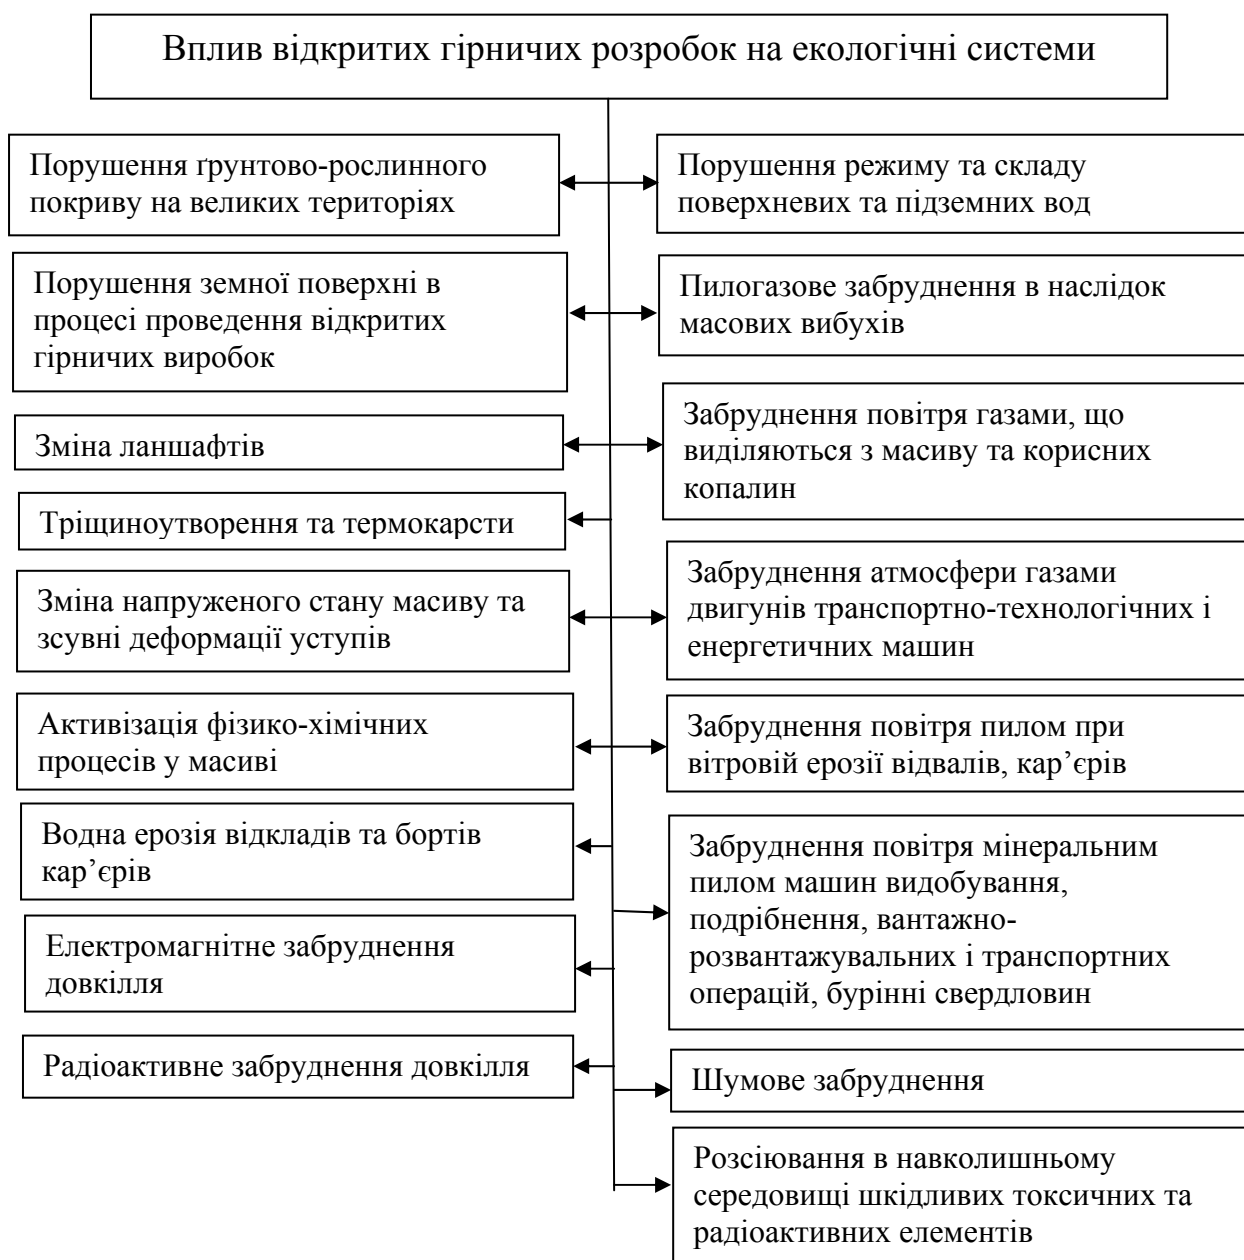 Вплив відкритих гірничих розробок на екологічні системи
Порушення ґрунтово-рослинного
покриву на великих територіях
Порушення режиму та складу
поверхневих та підземних вод
Порушення земної поверхні в
процесі проведення відкритих
гірничих виробок
Пилогазове забруднення в наслідок
масових вибухів
Зміна ланшафтів
Забруднення повітря газами, що
виділяються з масиву та корисних
копалин
Тріщиноутворення та термокарсти
Зміна напруженого стану масиву та
зсувні деформації уступів
Забруднення атмосфери газами
двигунів транспортно-технологічних і
енергетичних машин
Активізація фізико-хімічних
процесів у масиві
Забруднення повітря пилом при
вітровій ерозії відвалів, кар’єрів
Водна ерозія відкладів та бортів
кар’єрів
Забруднення повітря мінеральним
пилом машин видобування,
подрібнення, вантажно-
розвантажувальних і транспортних
операцій, бурінні свердловин
Електромагнітне забруднення
довкілля
Радіоактивне забруднення довкілля
Шумове забруднення
Розсіювання в навколишньому
середовищі шкідливих токсичних та
радіоактивних елементів